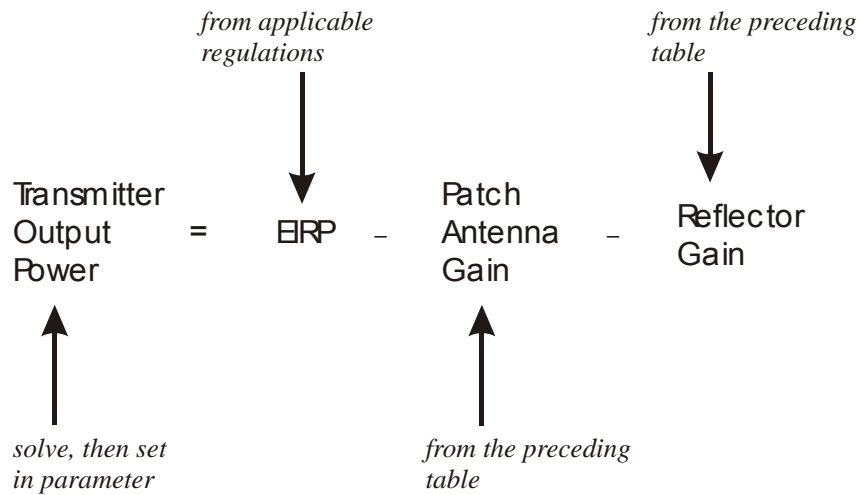 from applicable
regulations
from the preceding
table
Transmitter
Output
Power
=
EIRP
–
Patch
Antenna
Gain
–
Reflector
Gain
solve, then set
in parameter
from the preceding
table